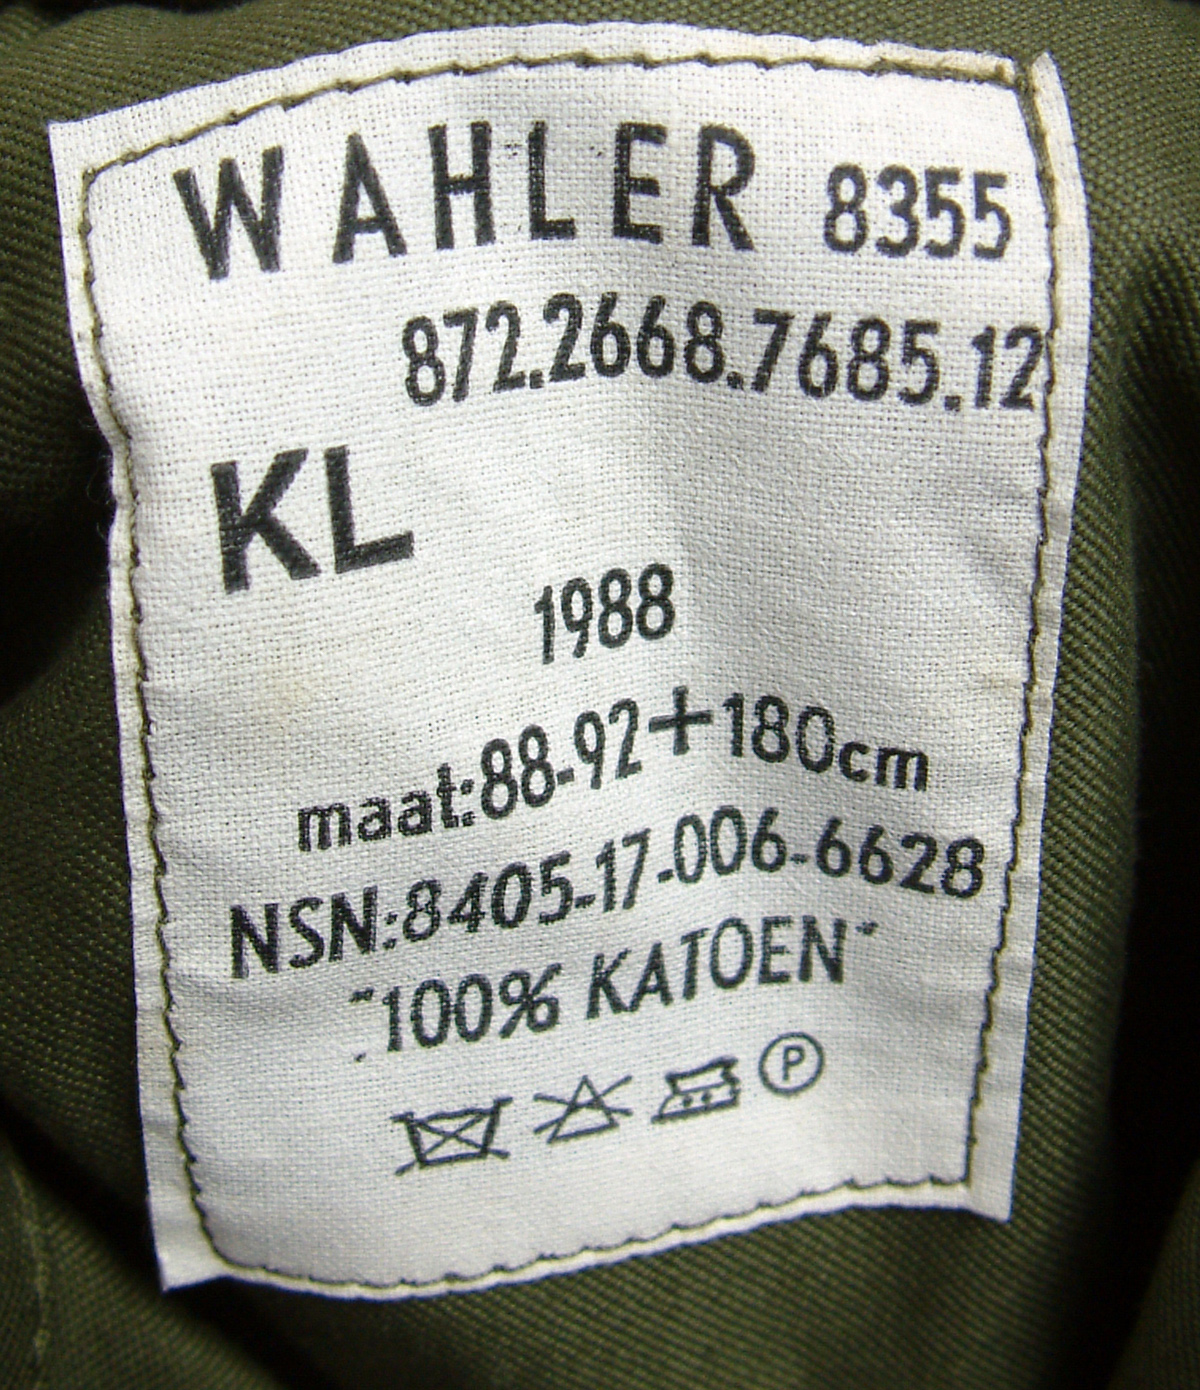 WAHLER 8355
872.2668.7685.12
KL
1988
maat:88-92+180cm
NSN:8405-17-006-6628
"100% KATOEN"
P